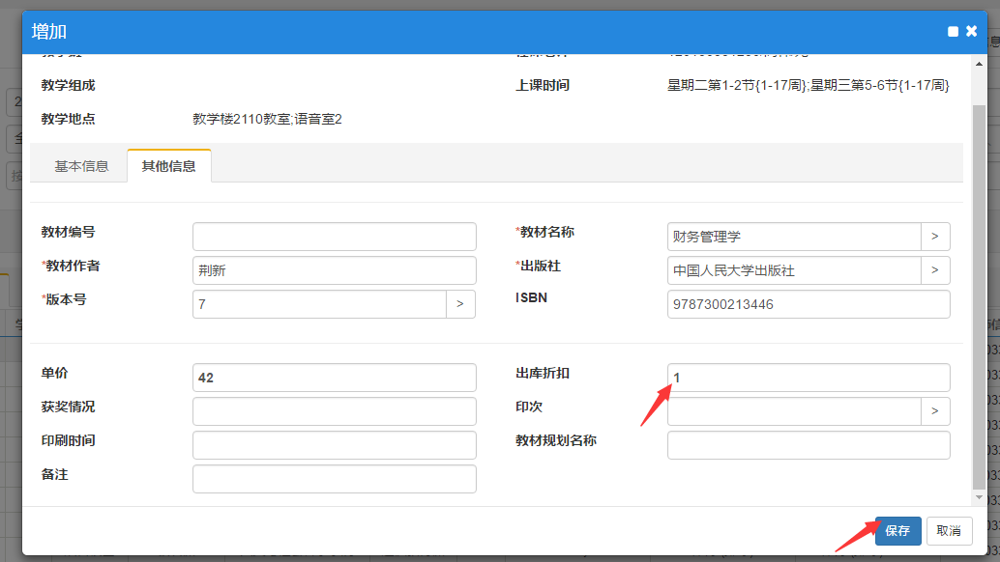 增加
教学组成 上课时间 星期二第1-2节{1-17周};星期三第5-6节{1-17周}
教学地点 教学楼2110教室;语音室2
基本信息 其他信息
教材编号 *教材名称 财务管理学 >
*教材作者 荆新 *出版社 中国人民大学出版社 >
*版本号 7 > ISBN 9787300213446
单价 42 出库折扣 1
获奖情况 印次 >
印刷时间 教材规划名称
备注
保存 取消